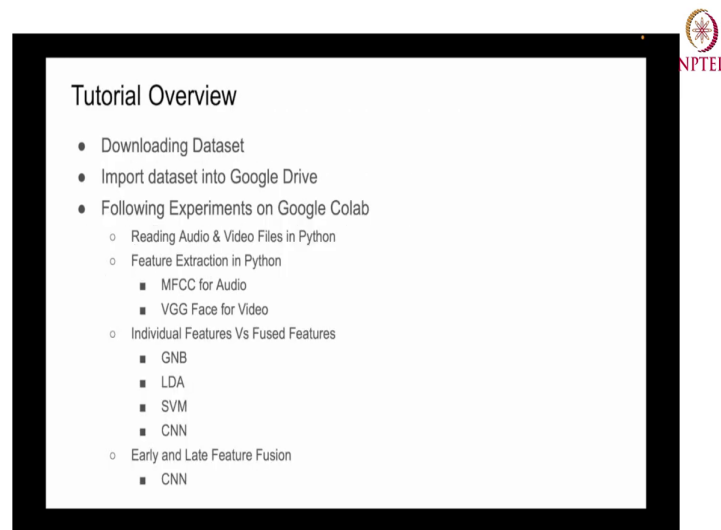 NPTEL
Tutorial Overview
● Downloading Dataset
● Import dataset into Google Drive
● Following Experiments on Google Colab
○ Reading Audio & Video Files in Python
○ Feature Extraction in Python
■ MFCC for Audio
■ VGG Face for Video
○ Individual Features Vs Fused Features
■ GNB
■ LDA
■ SVM
■ CNN
○ Early and Late Feature Fusion
■ CNN